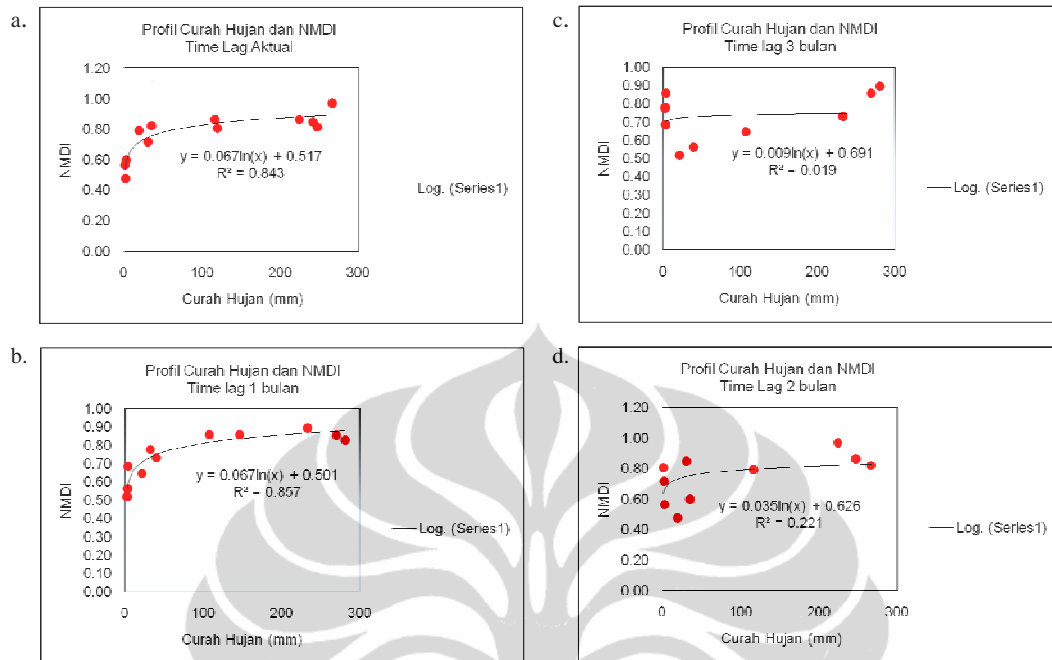 a.
Profil Curah Hujan dan NMDI
Time Lag Aktual
1.20
1.00
0.80
0.60
0.40
0.20
0.00
NMDI
y = 0.067ln(x) + 0.517
R² = 0.843
Log. (Series1)
0 100 200 300
Curah Hujan (mm)
c.
Profil Curah Hujan dan NMDI
Time lag 3 bulan
1.00
0.90
0.80
0.70
0.60
0.50
0.40
0.30
0.20
0.10
0.00
NMDI
y = 0.009ln(x) + 0.691
R² = 0.019
Log. (Series1)
0 100 200 300
Curah Hujan (mm)
b.
Profil Curah Hujan dan NMDI
Time lag 1 bulan
1.00
0.90
0.80
0.70
0.60
0.50
0.40
0.30
0.20
0.10
0.00
NMDI
y = 0.067ln(x) + 0.501
R² = 0.857
Log. (Series1)
0 100 200 300
Curah Hujan (mm)
d.
Profil Curah Hujan dan NMDI
Time Lag 2 bulan
1.20
1.00
0.80
0.60
0.40
0.20
0.00
NMDI
y = 0.035ln(x) + 0.626
R² = 0.221
Log. (Series1)
0 100 200 300
Curah Hujan (mm)